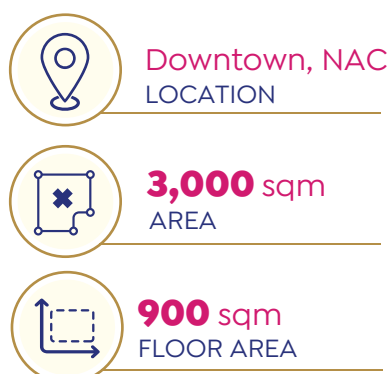 Downtown, NAC
LOCATION
3,000 sqm
AREA
900 sqm
FLOOR AREA